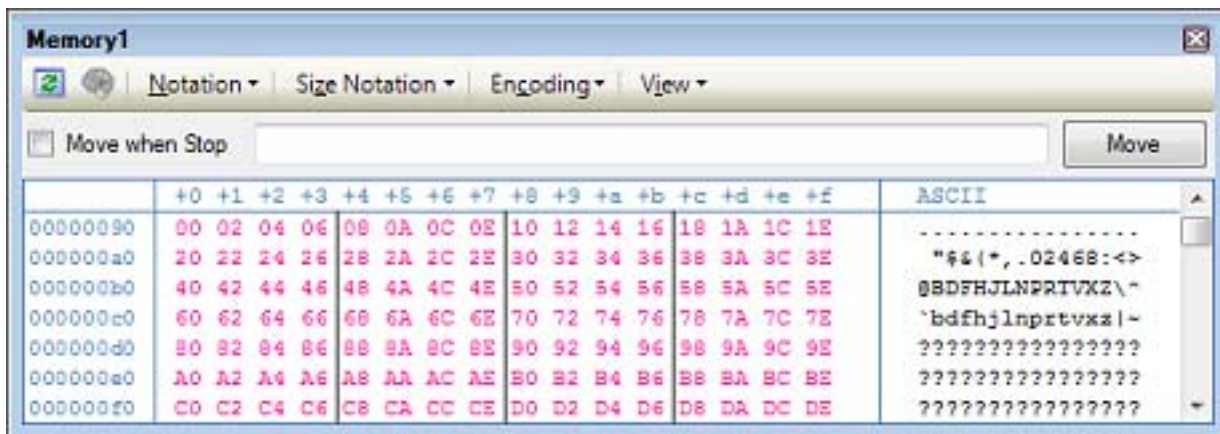 Memory1
Notation Size Notation Encoding View
Move when Stop Move
+0 +1 +2 +3 +4 +5 +6 +7 +8 +9 +a +b +c +d +e +f ASCII
00000090 00 02 04 06 08 0A 0C 0E 10 12 14 16 18 1A 1C 1E ................
000000a0 20 22 24 26 28 2A 2C 2E 30 32 34 36 38 3A 3C 3E "$&(*,.02468:<>
000000b0 40 42 44 46 48 4A 4C 4E 50 52 54 56 58 5A 5C 5E @BDFHJLNPRTVXZ\^
000000c0 60 62 64 66 68 6A 6C 6E 70 72 74 76 78 7A 7C 7E `bdfhjlnprtvxz|~
000000d0 80 82 84 86 88 8A 8C 8E 90 92 94 96 98 9A 9C 9E ????????????????
000000e0 A0 A2 A4 A6 A8 AA AC AE B0 B2 B4 B6 B8 BA BC BE ????????????????
000000f0 C0 C2 C4 C6 C8 CA CC CE D0 D2 D4 D6 D8 DA DC DE ????????????????